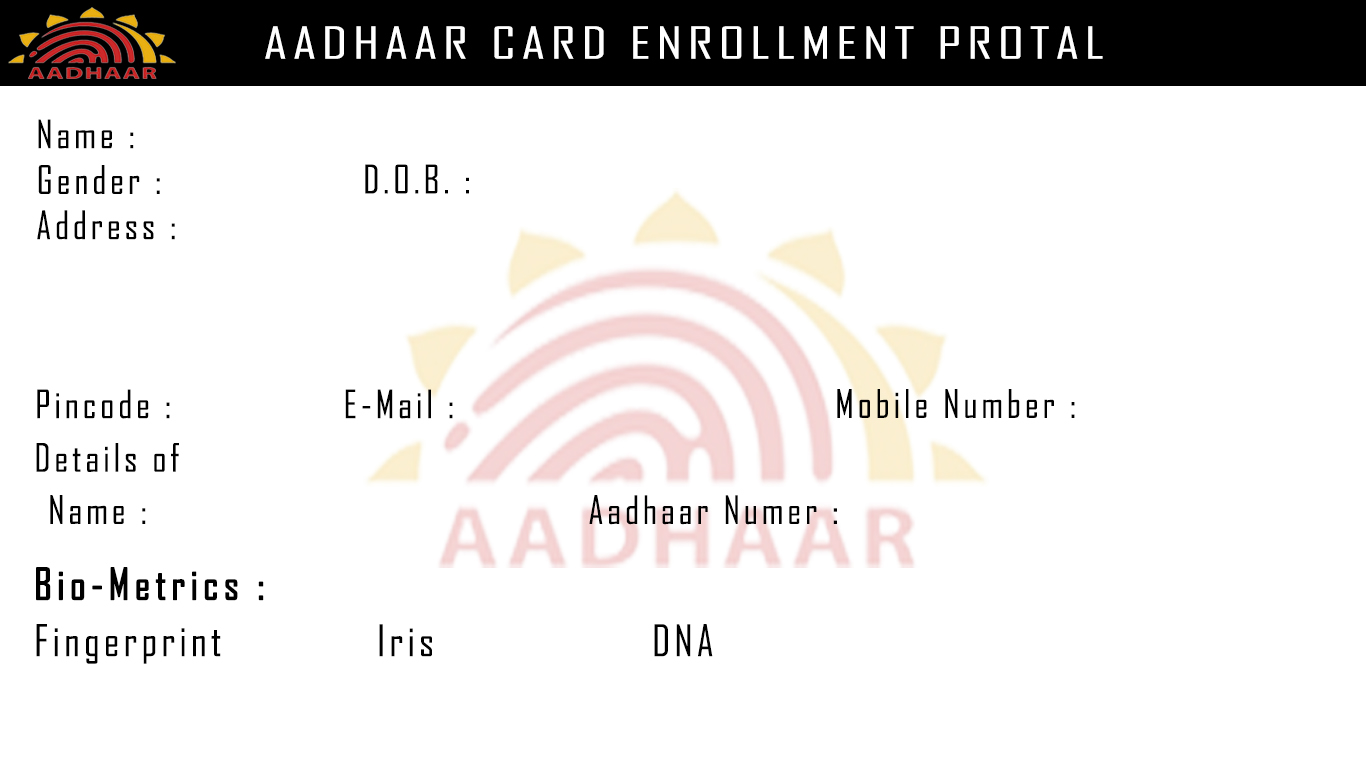 AADHAAR
AADHAAR CARD ENROLLMENT PROTAL
Name :
Gender : D.O.B. :
Address :
Pincode : E-Mail : Mobile Number :
Details of
Name : Aadhaar Numer :
AADHAAR
Bio-Metrics :
Fingerprint Iris DNA